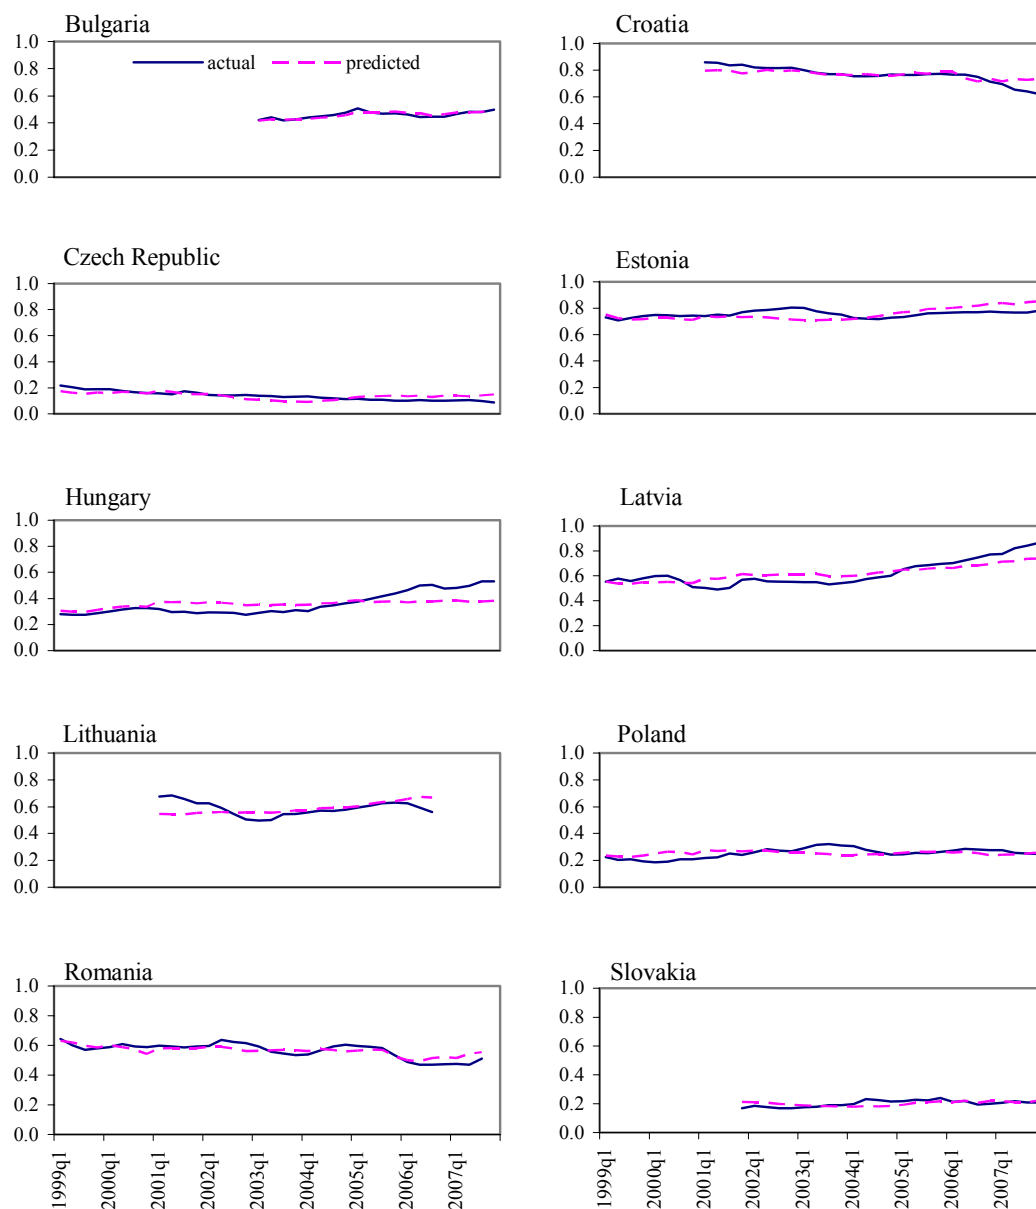 Bulgaria
1.0
0.8
0.6
0.4
0.2
0.0
actual
predicted
Croatia
1.0
0.8
0.6
0.4
0.2
0.0
Czech Republic
1.0
0.8
0.6
0.4
0.2
0.0
Estonia
1.0
0.8
0.6
0.4
0.2
0.0
Hungary
1.0
0.8
0.6
0.4
0.2
0.0
Latvia
1.0
0.8
0.6
0.4
0.2
0.0
Lithuania
1.0
0.8
0.6
0.4
0.2
0.0
Poland
1.0
0.8
0.6
0.4
0.2
0.0
Romania
1.0
0.8
0.6
0.4
0.2
0.0
1999q1
2000q1
2001q1
2002q1
2003q1
2004q1
2005q1
2006q1
2007q1
Slovakia
1.0
0.8
0.6
0.4
0.2
0.0
1999q1
2000q1
2001q1
2002q1
2003q1
2004q1
2005q1
2006q1
2007q1